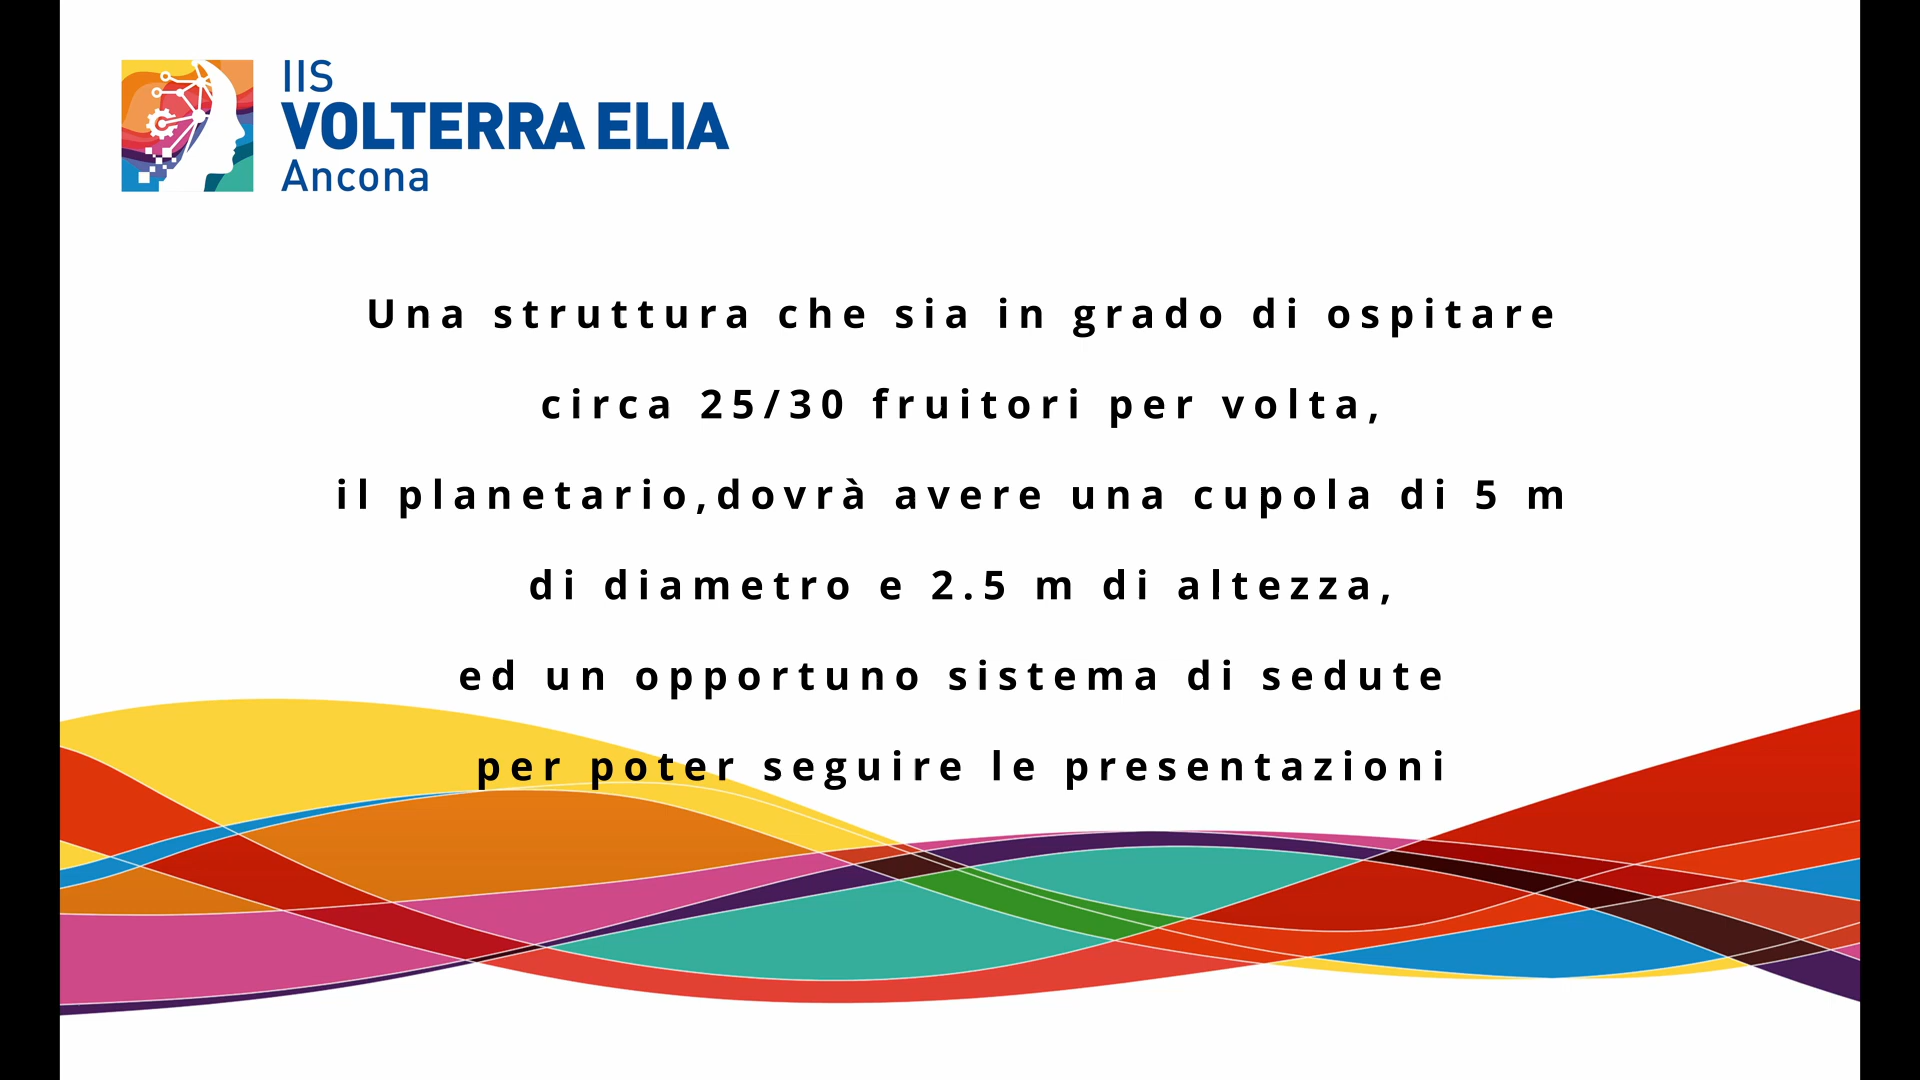 IIS
VOLTERRA ELIA
Ancona
Una struttura che sia in grado di ospitare
circa 25/30 fruitori per volta,
il planetario,dovrà avere una cupola di 5 m
di diametro e 2.5 m di altezza,
ed un opportuno sistema di sedute
per poter seguire le presentazioni